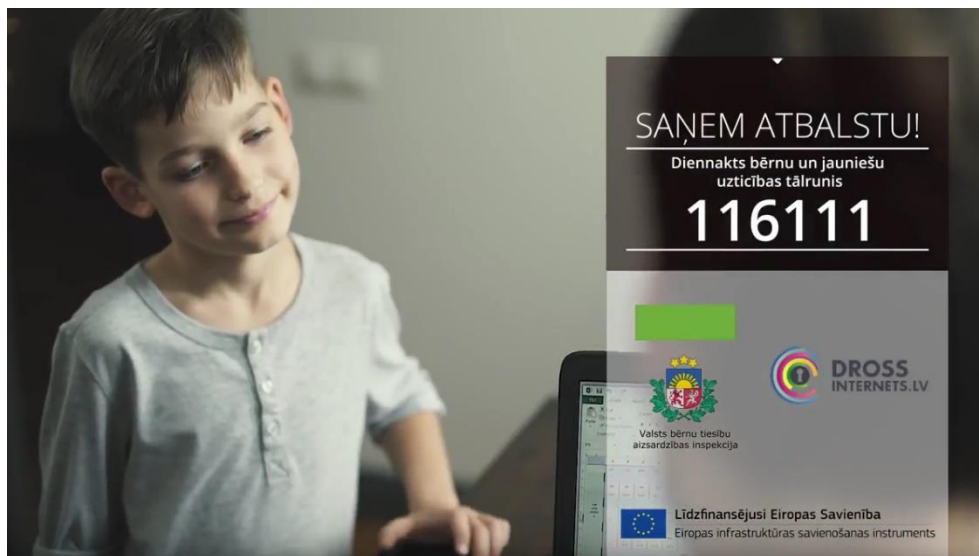 SAŅEM ATBALSTU!
Diennakts bērnu un jauniešu
uzticības tālrunis
116111
Valsts bērnu tiesību
aizsardzības inspekcija
DROSS
INTERNETS.LV
Līdzfinansējusi Eiropas Savienība
Eiropas infrastruktūras savienošanas instruments